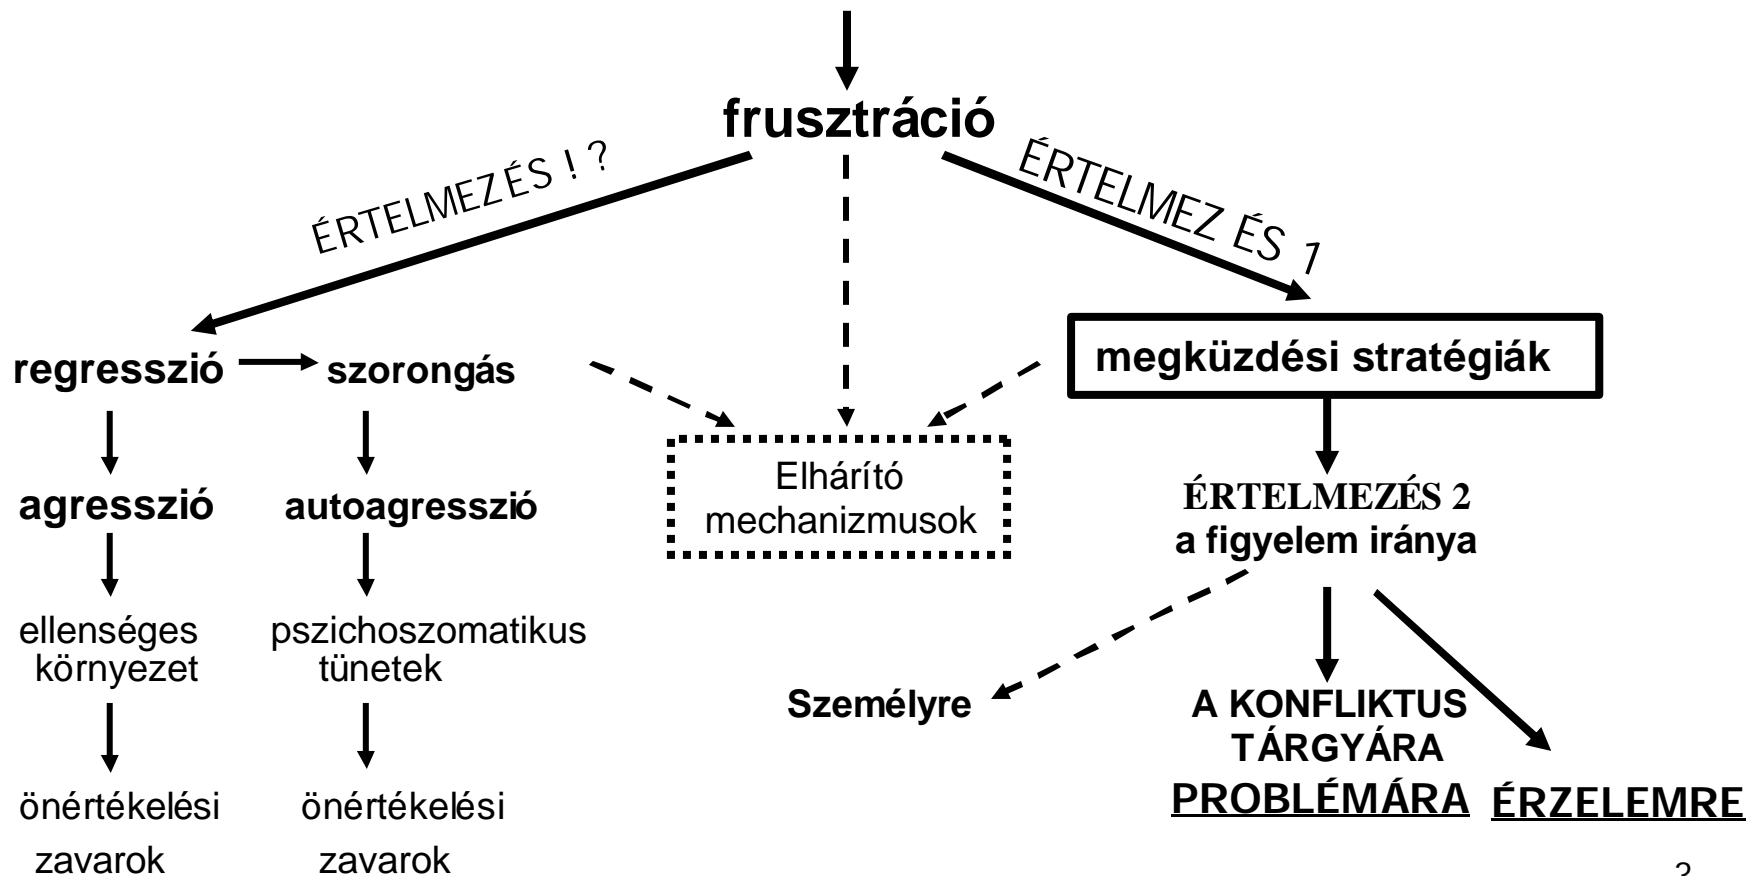 frusztráció
ÉRTELMEZÉS ! ?
ÉRTELMEZ ÉS 1
regresszió
szorongás
megküzdési stratégiák
Elhárító
mechanizmusok
agresszió
autoagresszió
ÉRTELMEZÉS 2
a figyelem iránya
ellenséges
környezet
pszichoszomatikus
tünetek
Személyre
A KONFLIKTUS
TÁRGYÁRA
PROBLÉMÁRA
ÉRZELEMRE
önértékelési
zavarok
önértékelési
zavarok
3